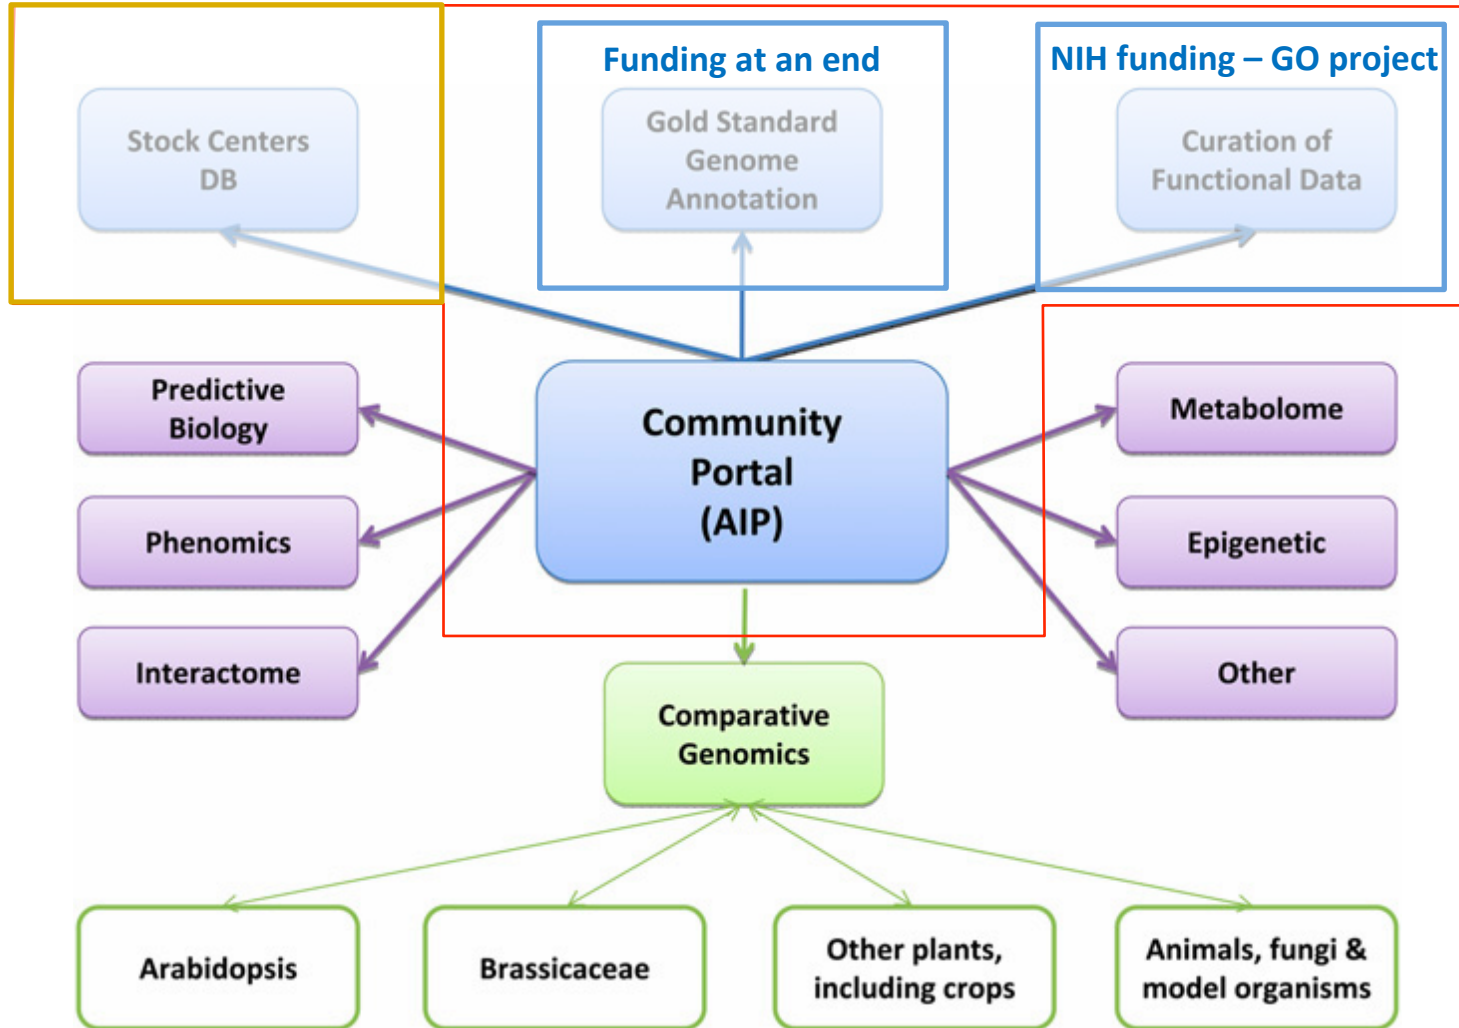 Funding at an end
NIH funding – GO project
Stock Centers
DB
Gold Standard
Genome
Annotation
Curation of
Functional Data
Predictive
Biology
Community
Portal
(AIP)
Metabolome
Phenomics
Epigenetic
Interactome
Other
Comparative
Genomics
Arabidopsis
Brassicaceae
Other plants,
including crops
Animals, fungi &
model organisms